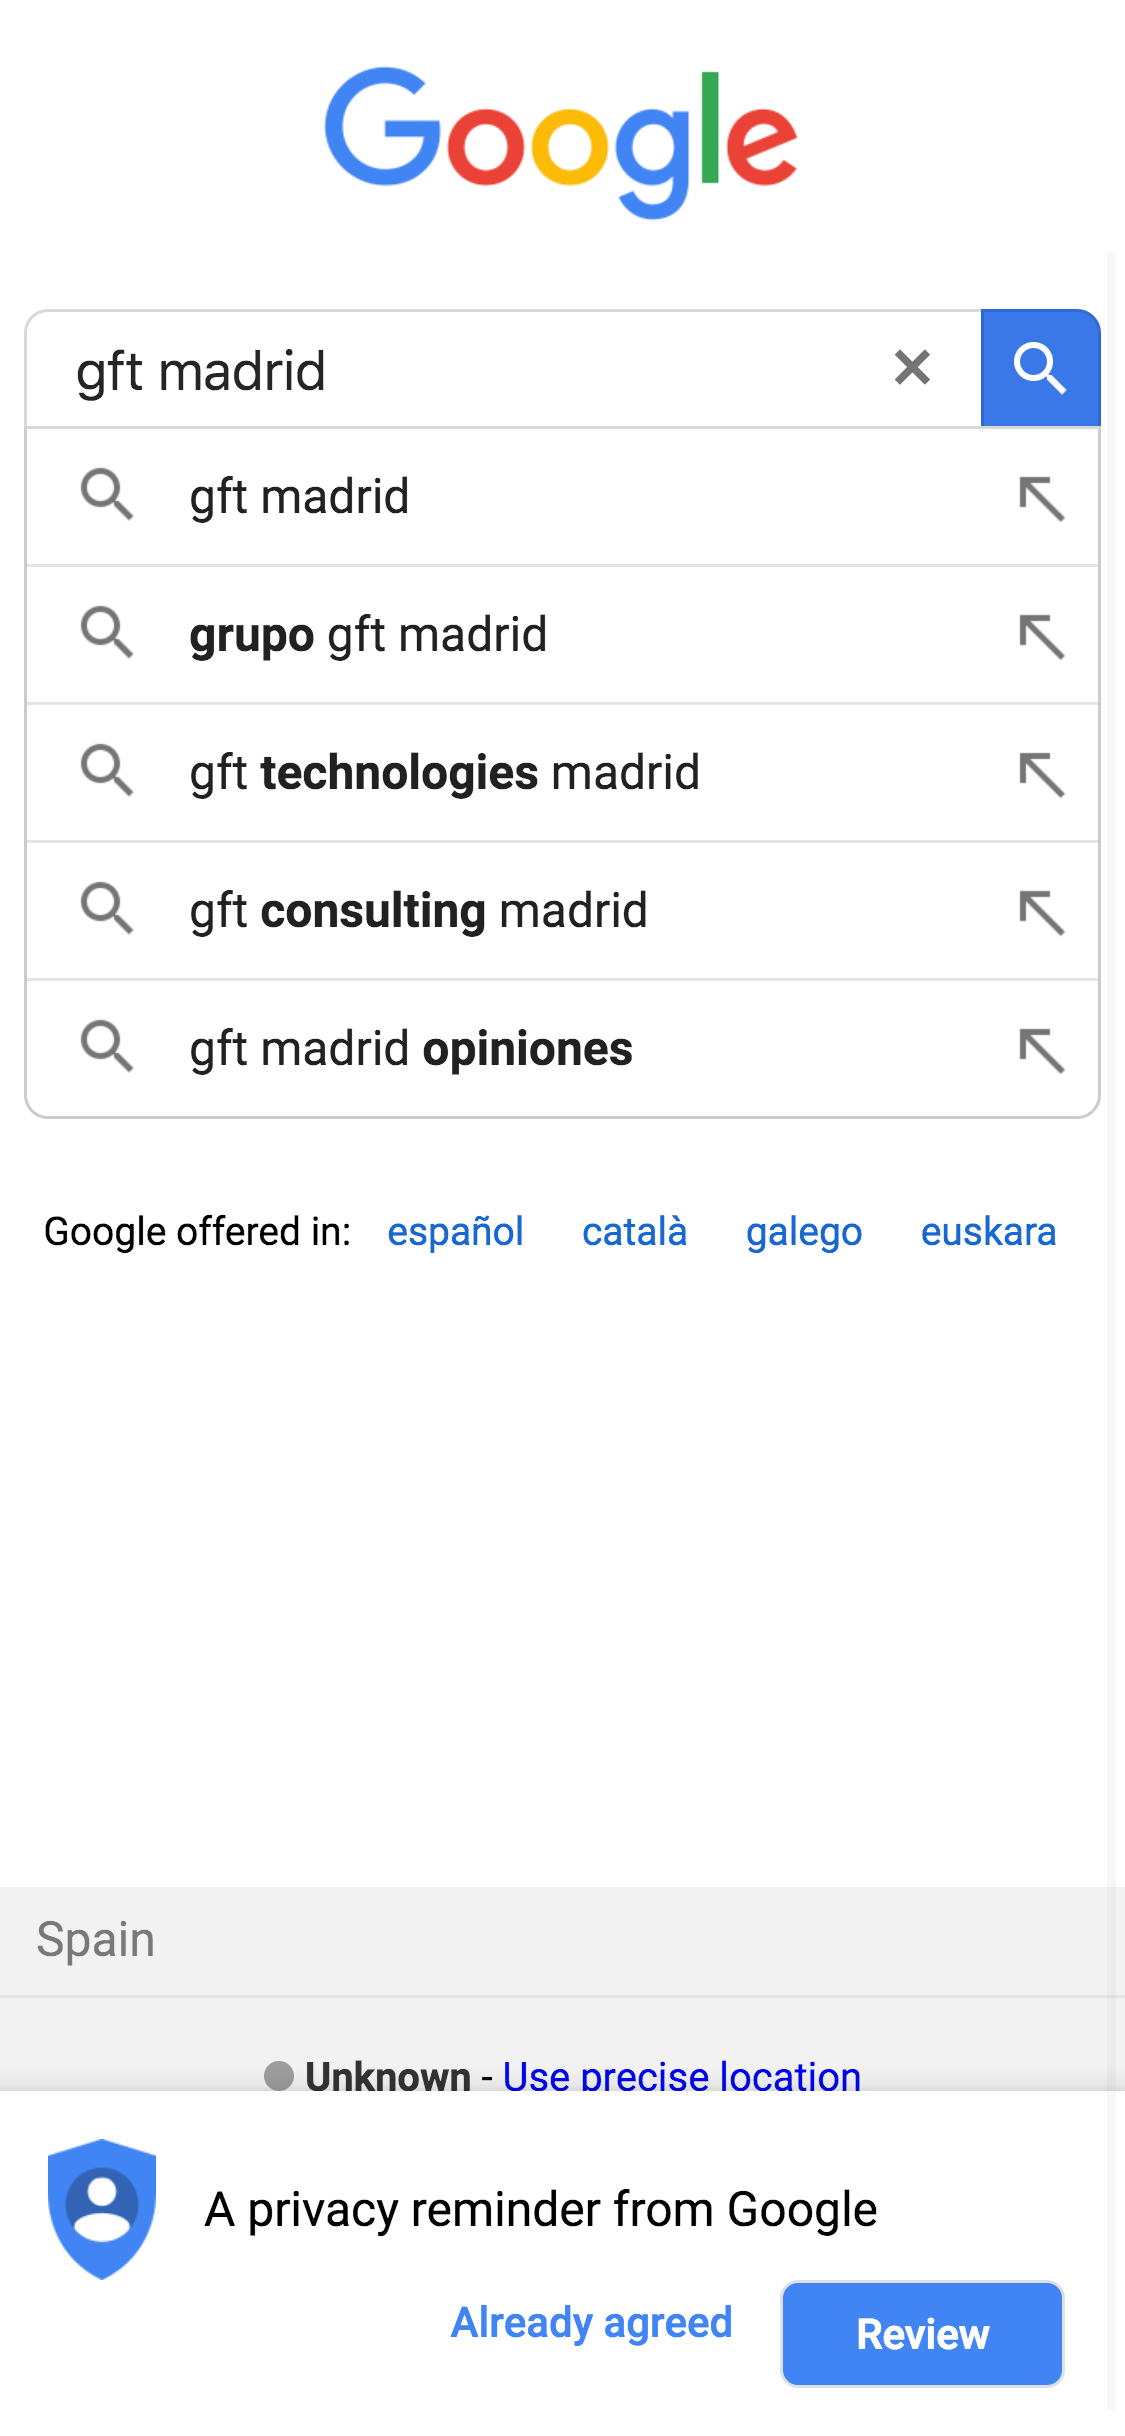 Google
gft madrid
gft madrid
grupo gft madrid
gft technologies madrid
gft consulting madrid
gft madrid opiniones
Google offered in: español català galego euskara
Spain
Unknown - Use precise location
A privacy reminder from Google
Already agreed Review